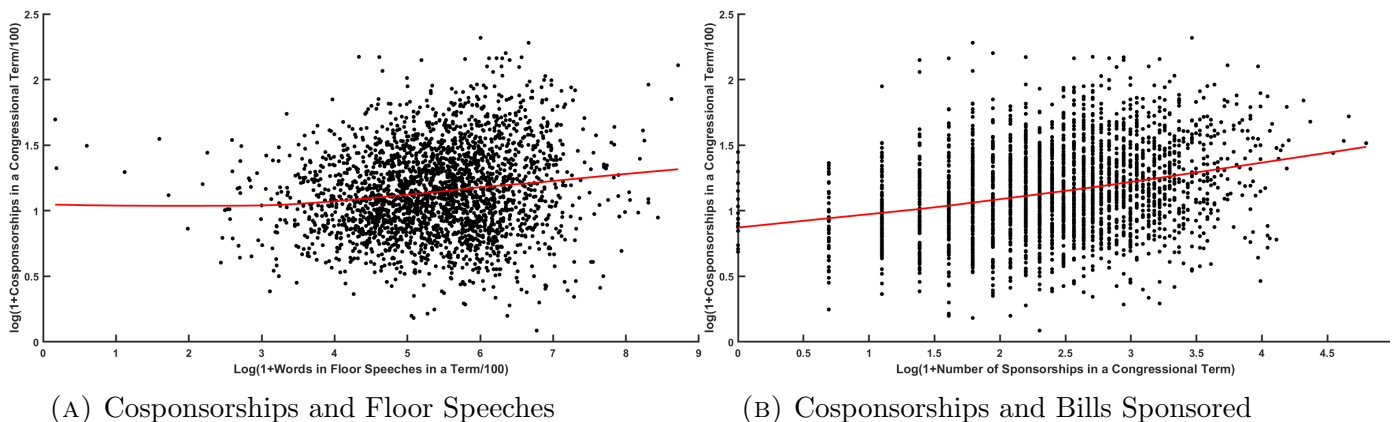 log(1+Cosponsorships in a Congressional Term/100)
2.5
2
1.5
1
0.5
0
0 1 2 3 4 5 6 7 8 9
Log(1+Words in Floor Speeches in a Term/100)
(A) Cosponsorships and Floor Speeches
log(1+Cosponsorships in a Congressional Term/100)
2.5
2
1.5
1
0.5
0
0 0.5 1 1.5 2 2.5 3 3.5 4 4.5
Log(1+Number of Sponsorships in a Congressional Term)
(B) Cosponsorships and Bills Sponsored